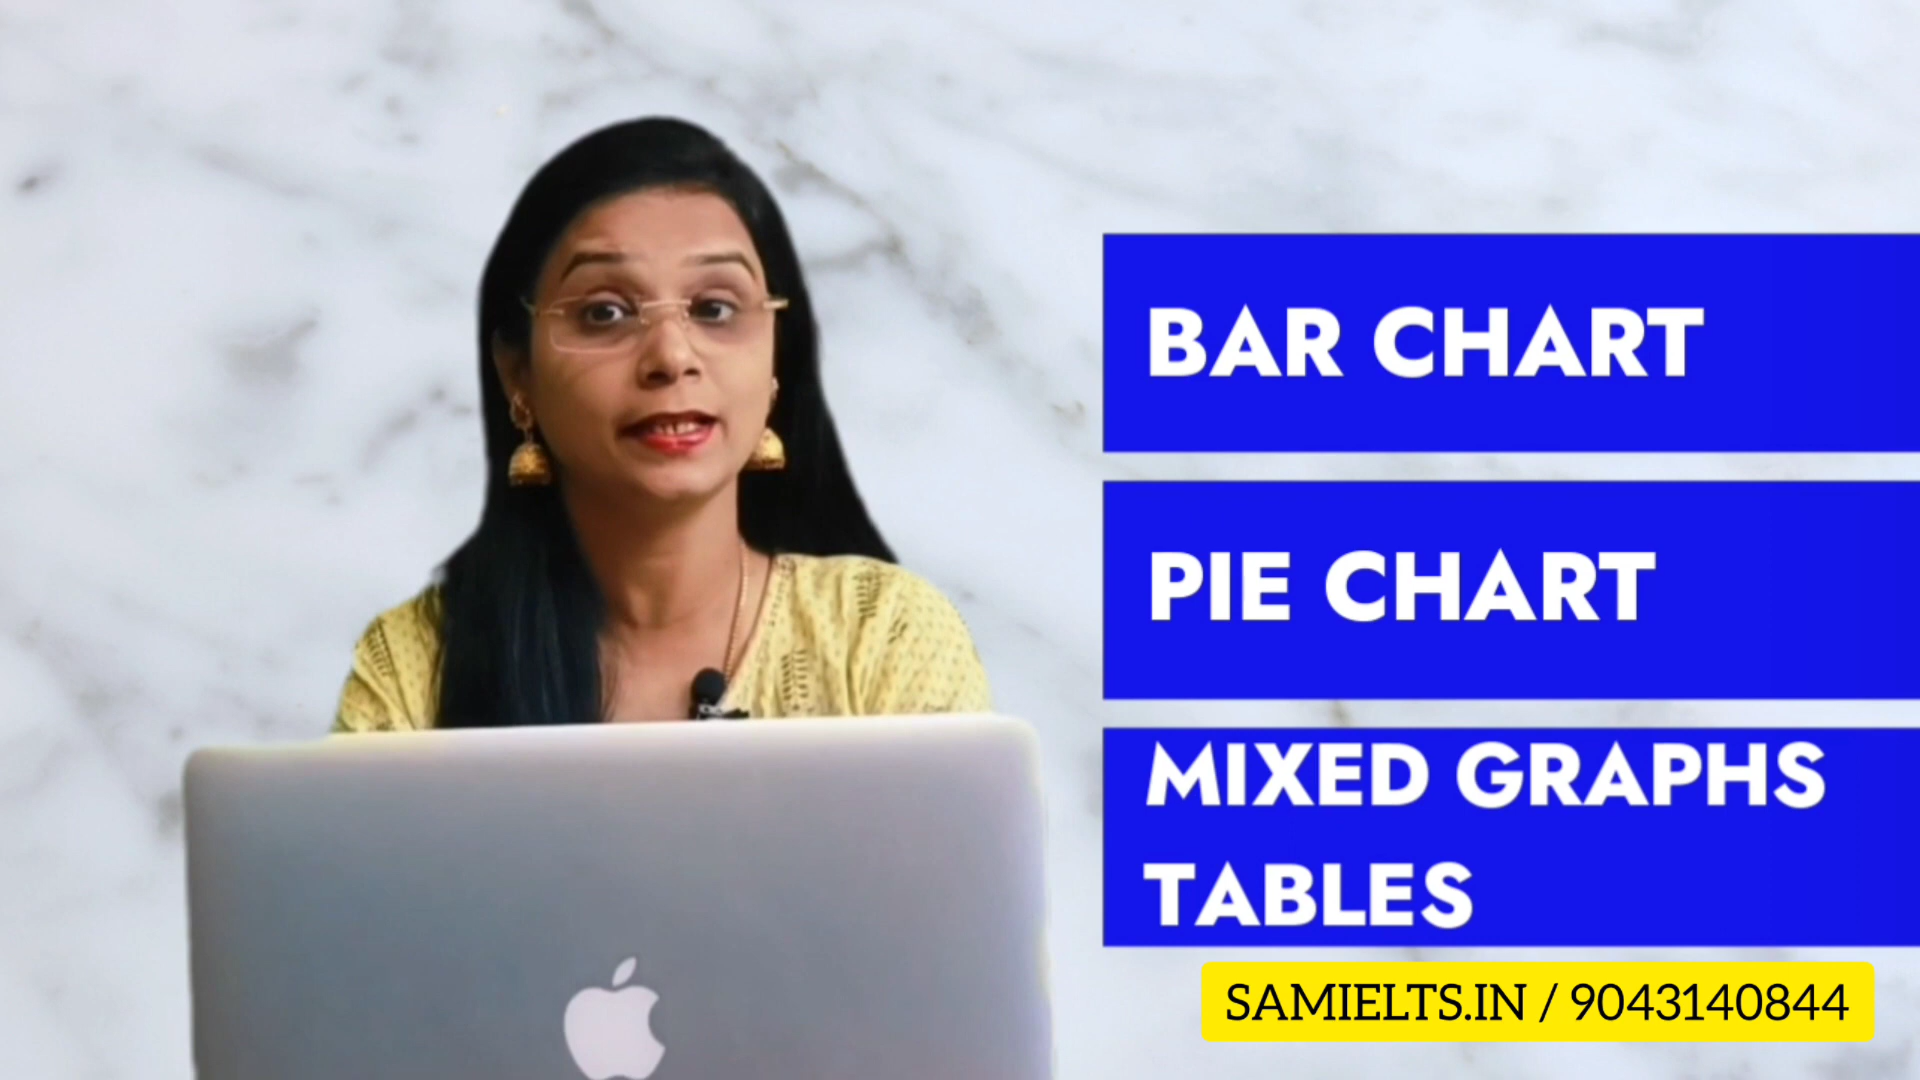 BAR CHART
PIE CHART
MIXED GRAPHS
TABLES
SAMIELTS.IN / 9043140844